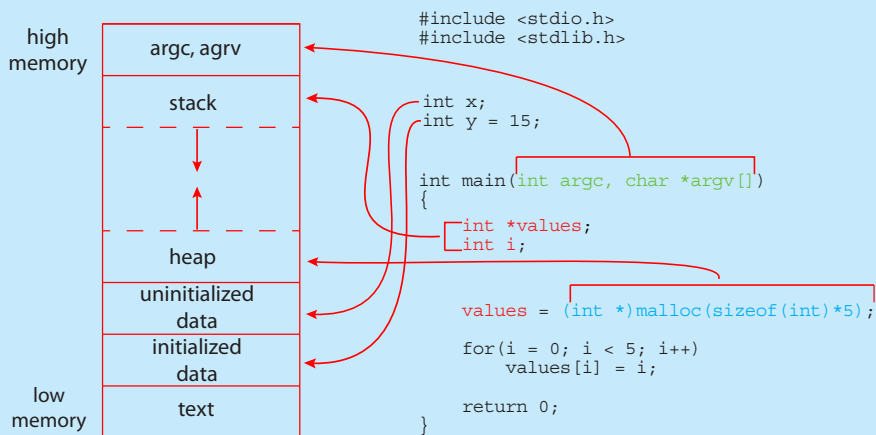 high
memory
argc, agrv
stack
heap
uninitialized
data
initialized
data
low
memory
text
#include <stdio.h>
#include <stdlib.h>
int x;
int y = 15;
int main(int argc, char *argv[])
{
int *values;
int i;
values = (int *)malloc(sizeof(int)*5);
for(i = 0; i < 5; i++)
values[i] = i;
return 0;
}